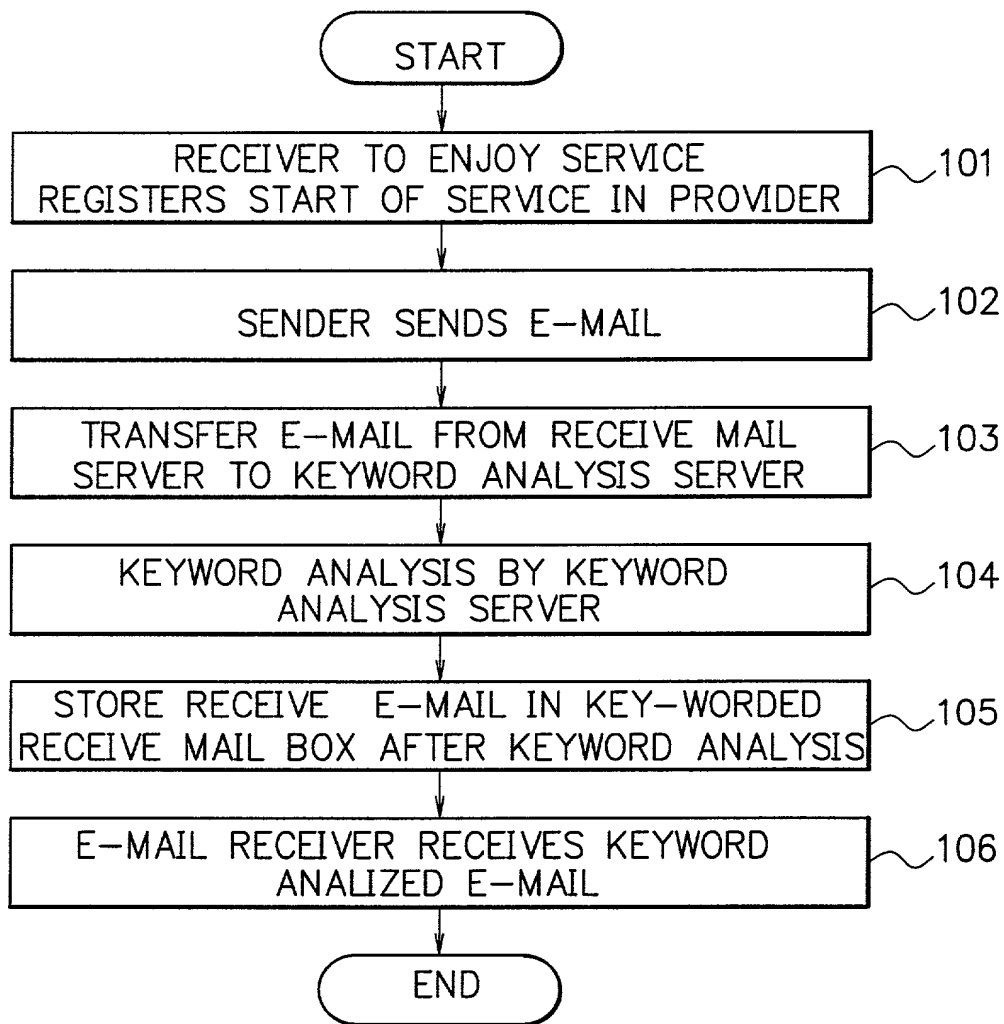 START
RECEIVER TO ENJOY SERVICE
REGISTERS START OF SERVICE IN PROVIDER
101
SENDER SENDS E-MAIL
102
TRANSFER E-MAIL FROM RECEIVE MAIL
SERVER TO KEYWORD ANALYSIS SERVER
103
KEYWORD ANALYSIS BY KEYWORD
ANALYSIS SERVER
104
STORE RECEIVE E-MAIL IN KEY-WORDED
RECEIVE MAIL BOX AFTER KEYWORD ANALYSIS
105
E-MAIL RECEIVER RECEIVES KEYWORD
ANALIZED E-MAIL
106
END